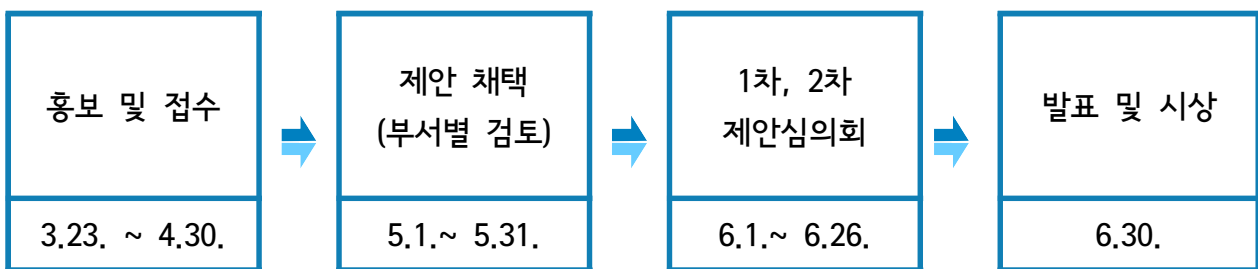 홍보 및 접수
제안 채택
(부서별 검토)
1차, 2차
제안심의회
발표 및 시상
3.23. ~ 4.30.
5.1.~ 5.31.
6.1.~ 6.26.
6.30.